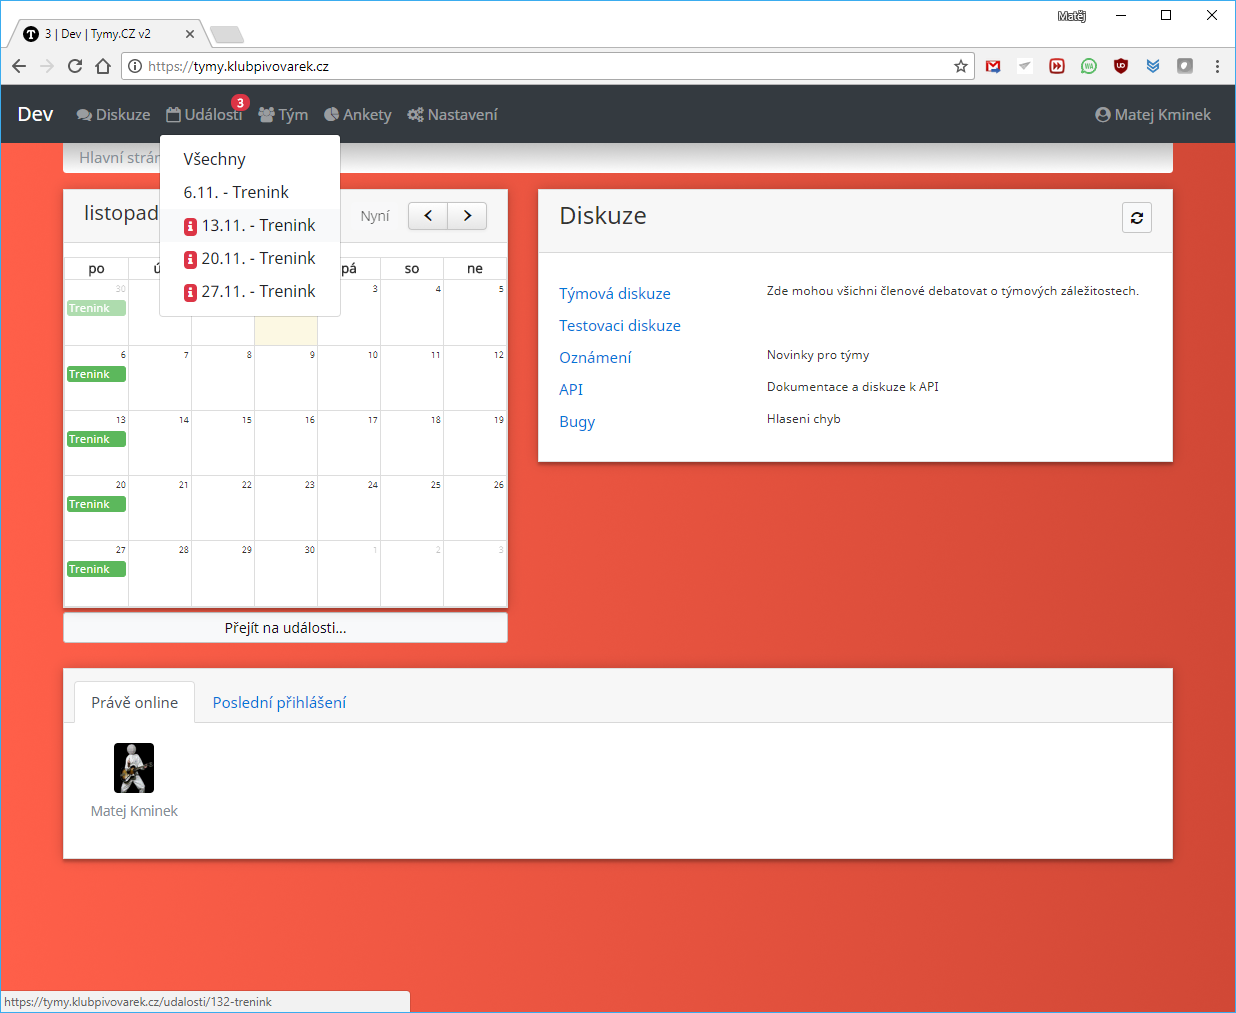 Matěj
3 | Dev | Tymy.CZ v2
https://tymy.klubpivovarek.cz
Dev
Diskuze
Události
3
Tým
Ankety
Nastavení
Matej Kminek
Hlavní strán
Všechny
6.11. - Trenink
13.11. - Trenink
20.11. - Trenink
27.11. - Trenink
listopad
Nyní
po
ú
pá
so
ne
30 3 4 5
Trenink
6 7 8 9 10 11 12
Trenink
13 14 15 16 17 18 19
Trenink
20 21 22 23 24 25 26
Trenink
27 28 29 30 1 2 3
Trenink
Přejít na události...
Diskuze
Týmová diskuze Zde mohou všichni členové debatovat o týmových záležitostech.
Testovaci diskuze
Oznámení Novinky pro týmy
API Dokumentace a diskuze k API
Bugy Hlaseni chyb
Právě online
Poslední přihlášení
Matej Kminek
https://tymy.klubpivovarek.cz/udalosti/132-trenink